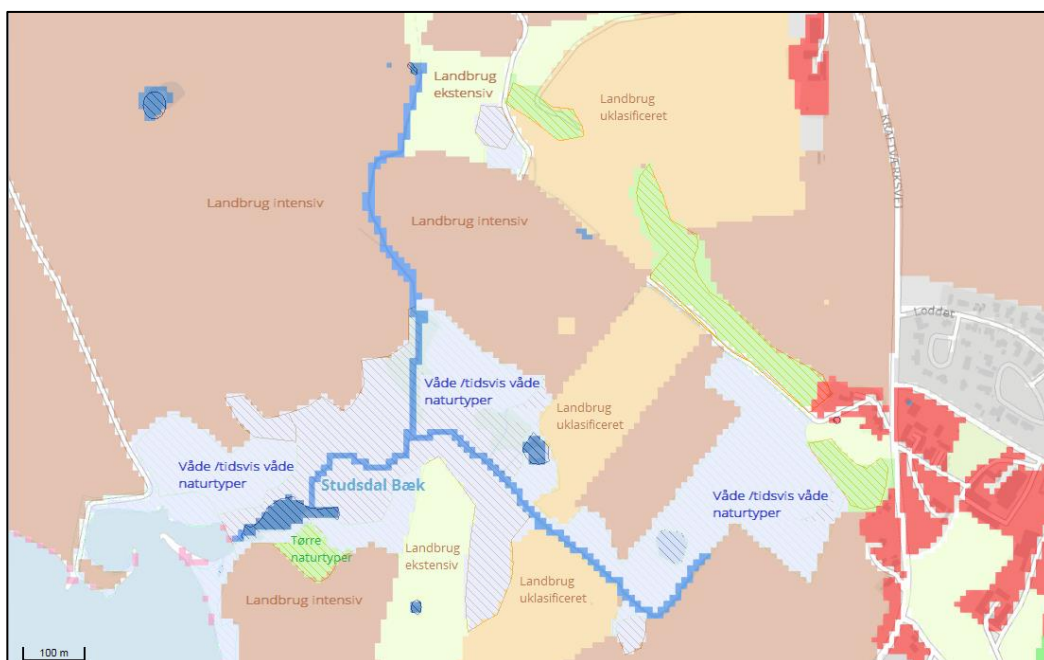 Landbrug
ekstensiv
Landbrug
uklasificeret
KRAFTVÆRKSVEJ
Landbrug intensiv
Landbrug intensiv
Loddet
Våde /tidsvis våde
naturtyper
Landbrug
uklasificeret
Våde /tidsvis våde
naturtyper
Studsdal Bæk
Våde /tidsvis våde
naturtyper
Tørre
naturtyper
Landbrug
ekstensiv
Landbrug intensiv
Landbrug
uklasificeret
100 m